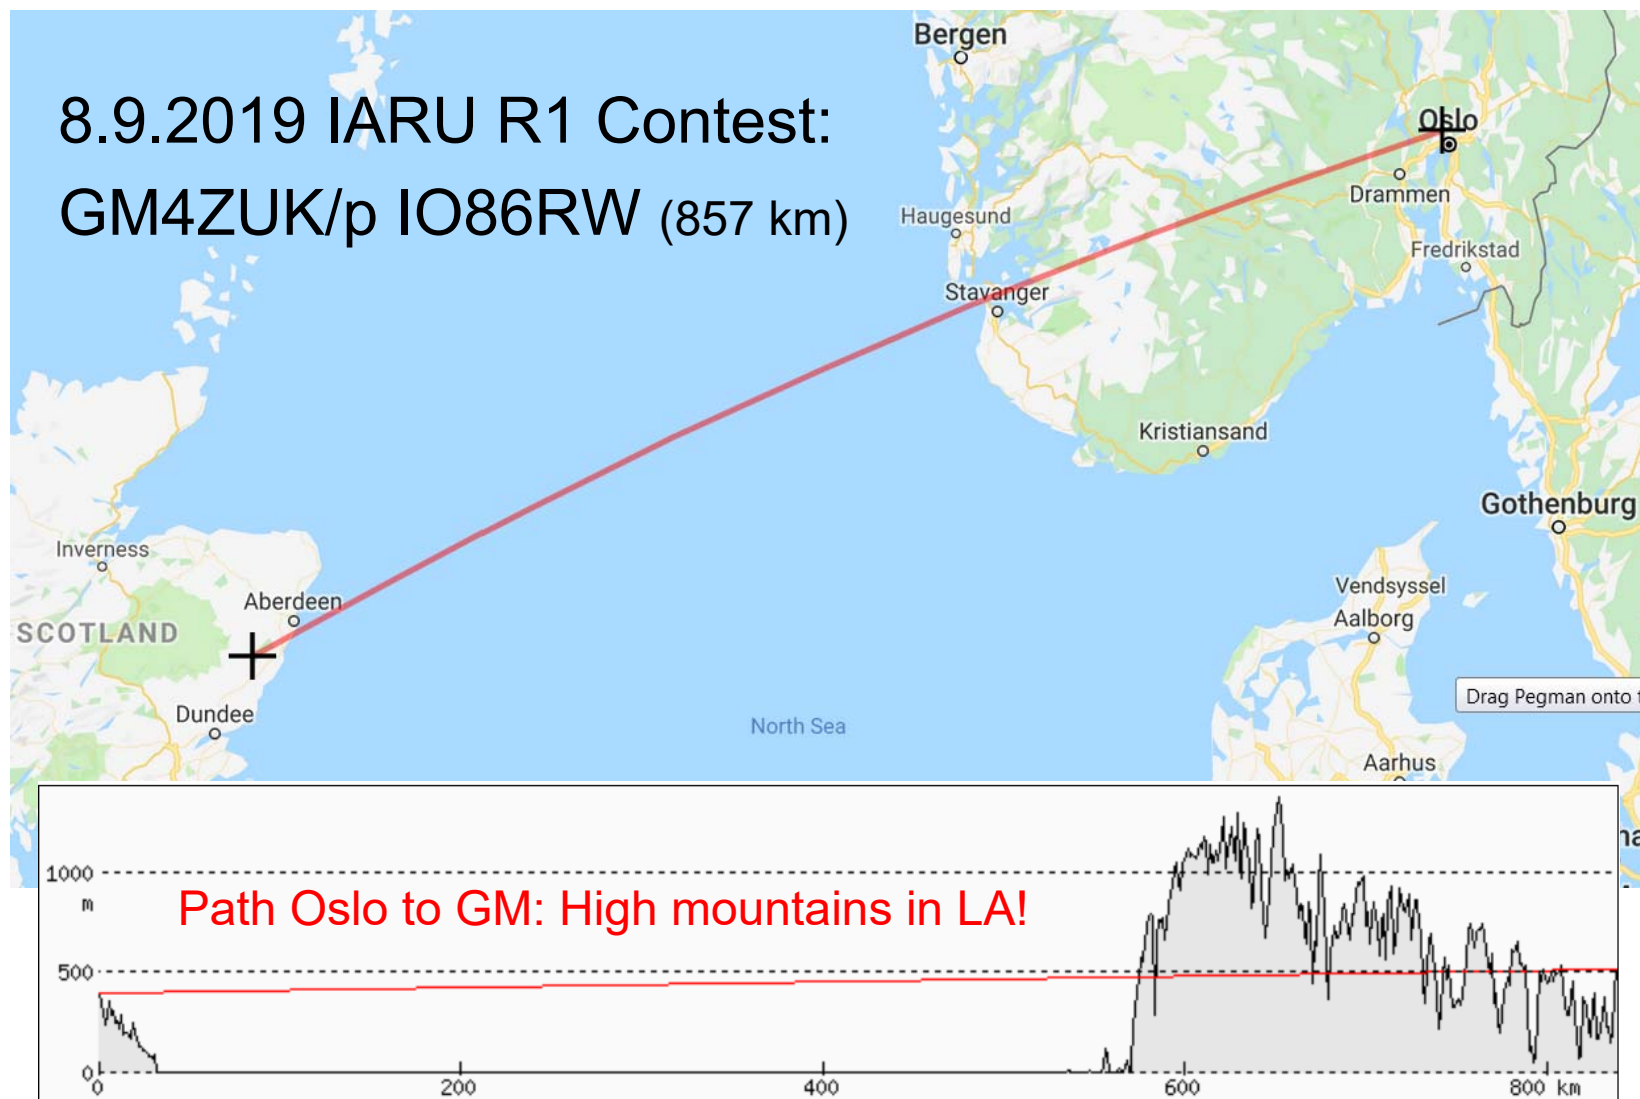 Bergen
8.9.2019 IARU R1 Contest:
Oslo
GM4ZUK/p IO86RW (857 km)
Drammen
Haugesund
Fredrikstad
Stavanger
Kristiansand
Gothenburg
Inverness
Vendsyssel
Aberdeen
Aalborg
SCOTLAND
Drag Pegman onto t
Dundee
North Sea
Aarhus
1000
m
Path Oslo to GM: High mountains in LA!
500
0
0 200 400 600 800 km